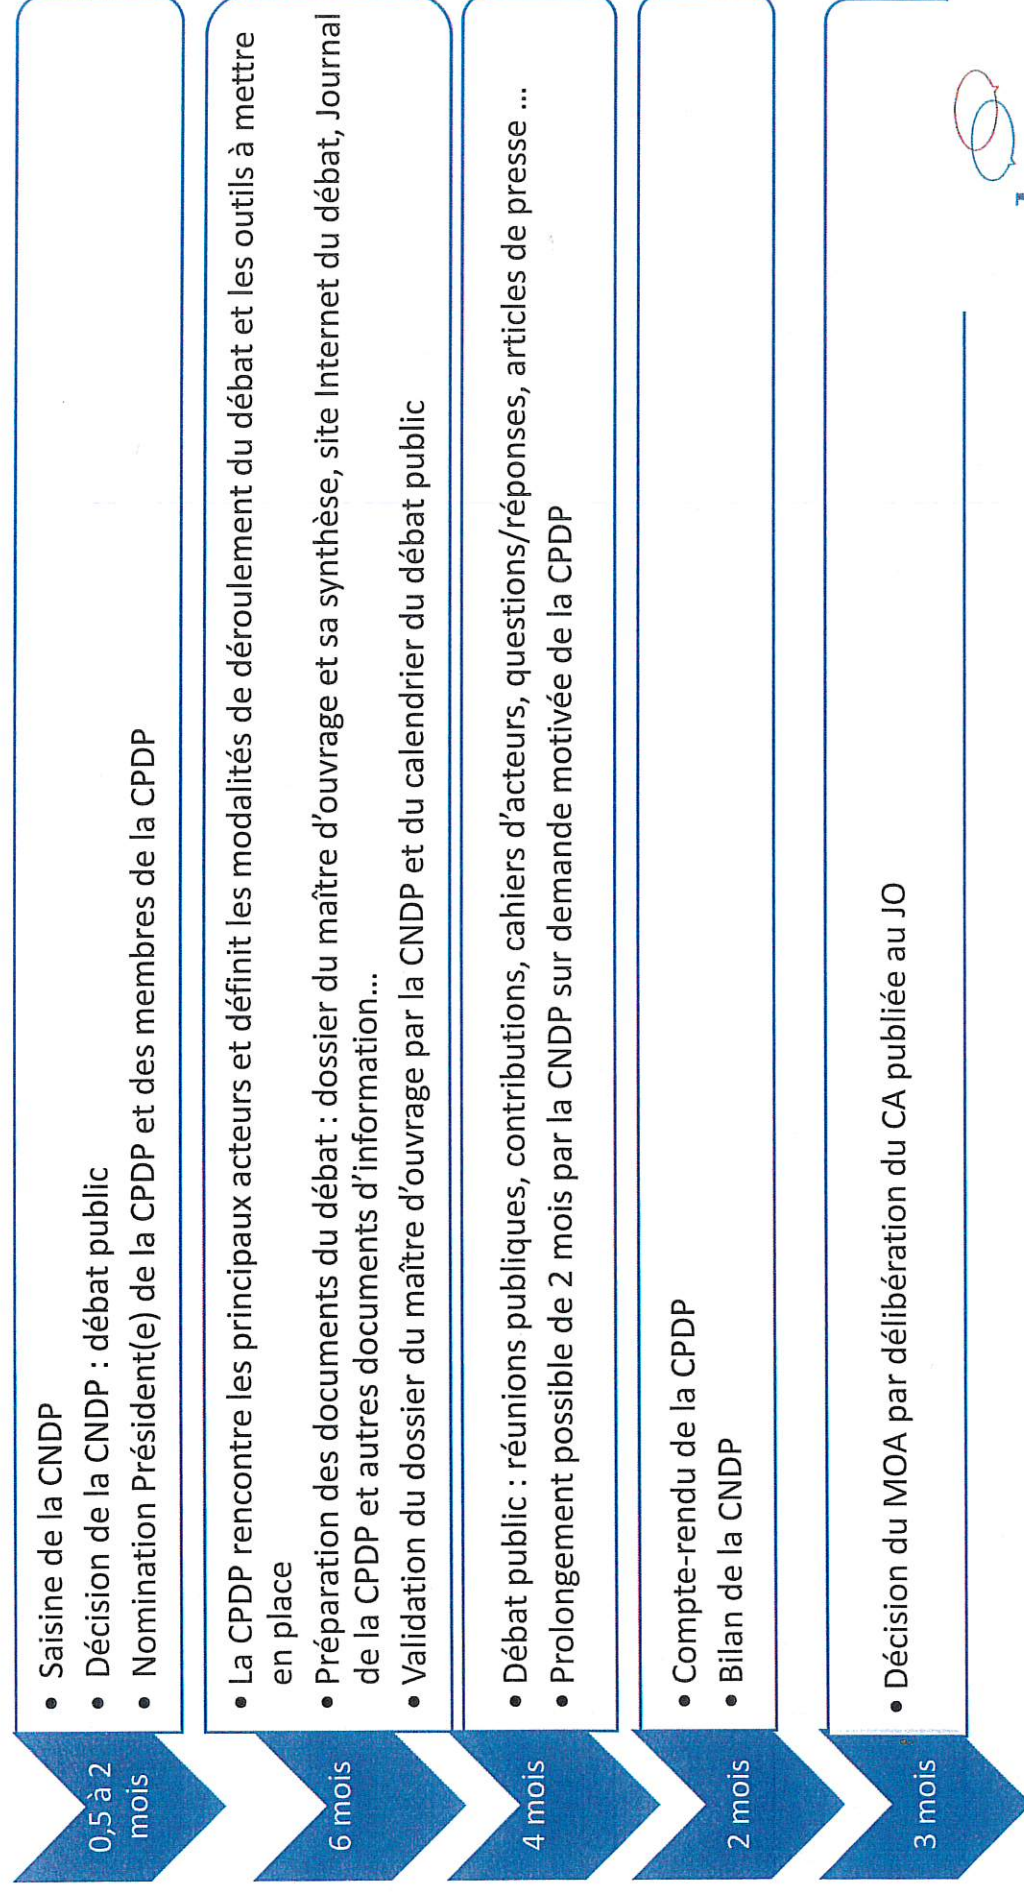 0,5 à 2
mois
• Saisine de la CNDP
• Décision de la CNDP : débat public
• Nomination Président(e) de la CPDP et des membres de la CPDP
6 mois
• La CPDP rencontre les principaux acteurs et définit les modalités de déroulement du débat et les outils à mettre
en place
• Préparation des documents du débat : dossier du maître d'ouvrage et sa synthèse, site Internet du débat, Journal
de la CPDP et autres documents d'information...
• Validation du dossier du maître d'ouvrage par la CNDP et du calendrier du débat public
4 mois
• Débat public : réunions publiques, contributions, cahiers d'acteurs, questions/réponses, articles de presse ...
• Prolongement possible de 2 mois par la CNDP sur demande motivée de la CPDP
2 mois
• Compte-rendu de la CPDP
• Bilan de la CNDP
3 mois
• Décision du MOA par délibération du CA publiée au JO